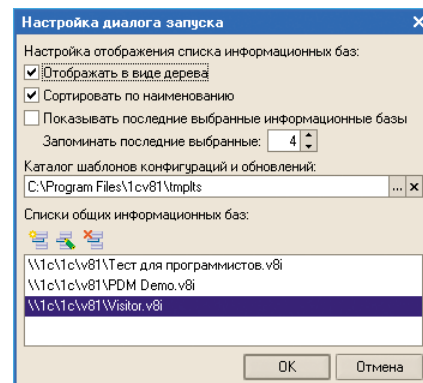 Настройка диалога запуска
Настройка отображения списка информационных баз:
Отображать в виде дерева
Сортировать по наименованию
Показывать последние выбранные информационные базы
Запоминать последние выбранные: 4
Каталог шаблонов конфигураций и обновлений:
C:\Program Files\1cv81\tmplts
Списки общих информационных баз:
\\1c\1c\v81\Тест для программистов.v8i
\\1c\1c\v81\PDM Demo.v8i
\\1c\1c\v81\Visitor.v8i
OK Отмена